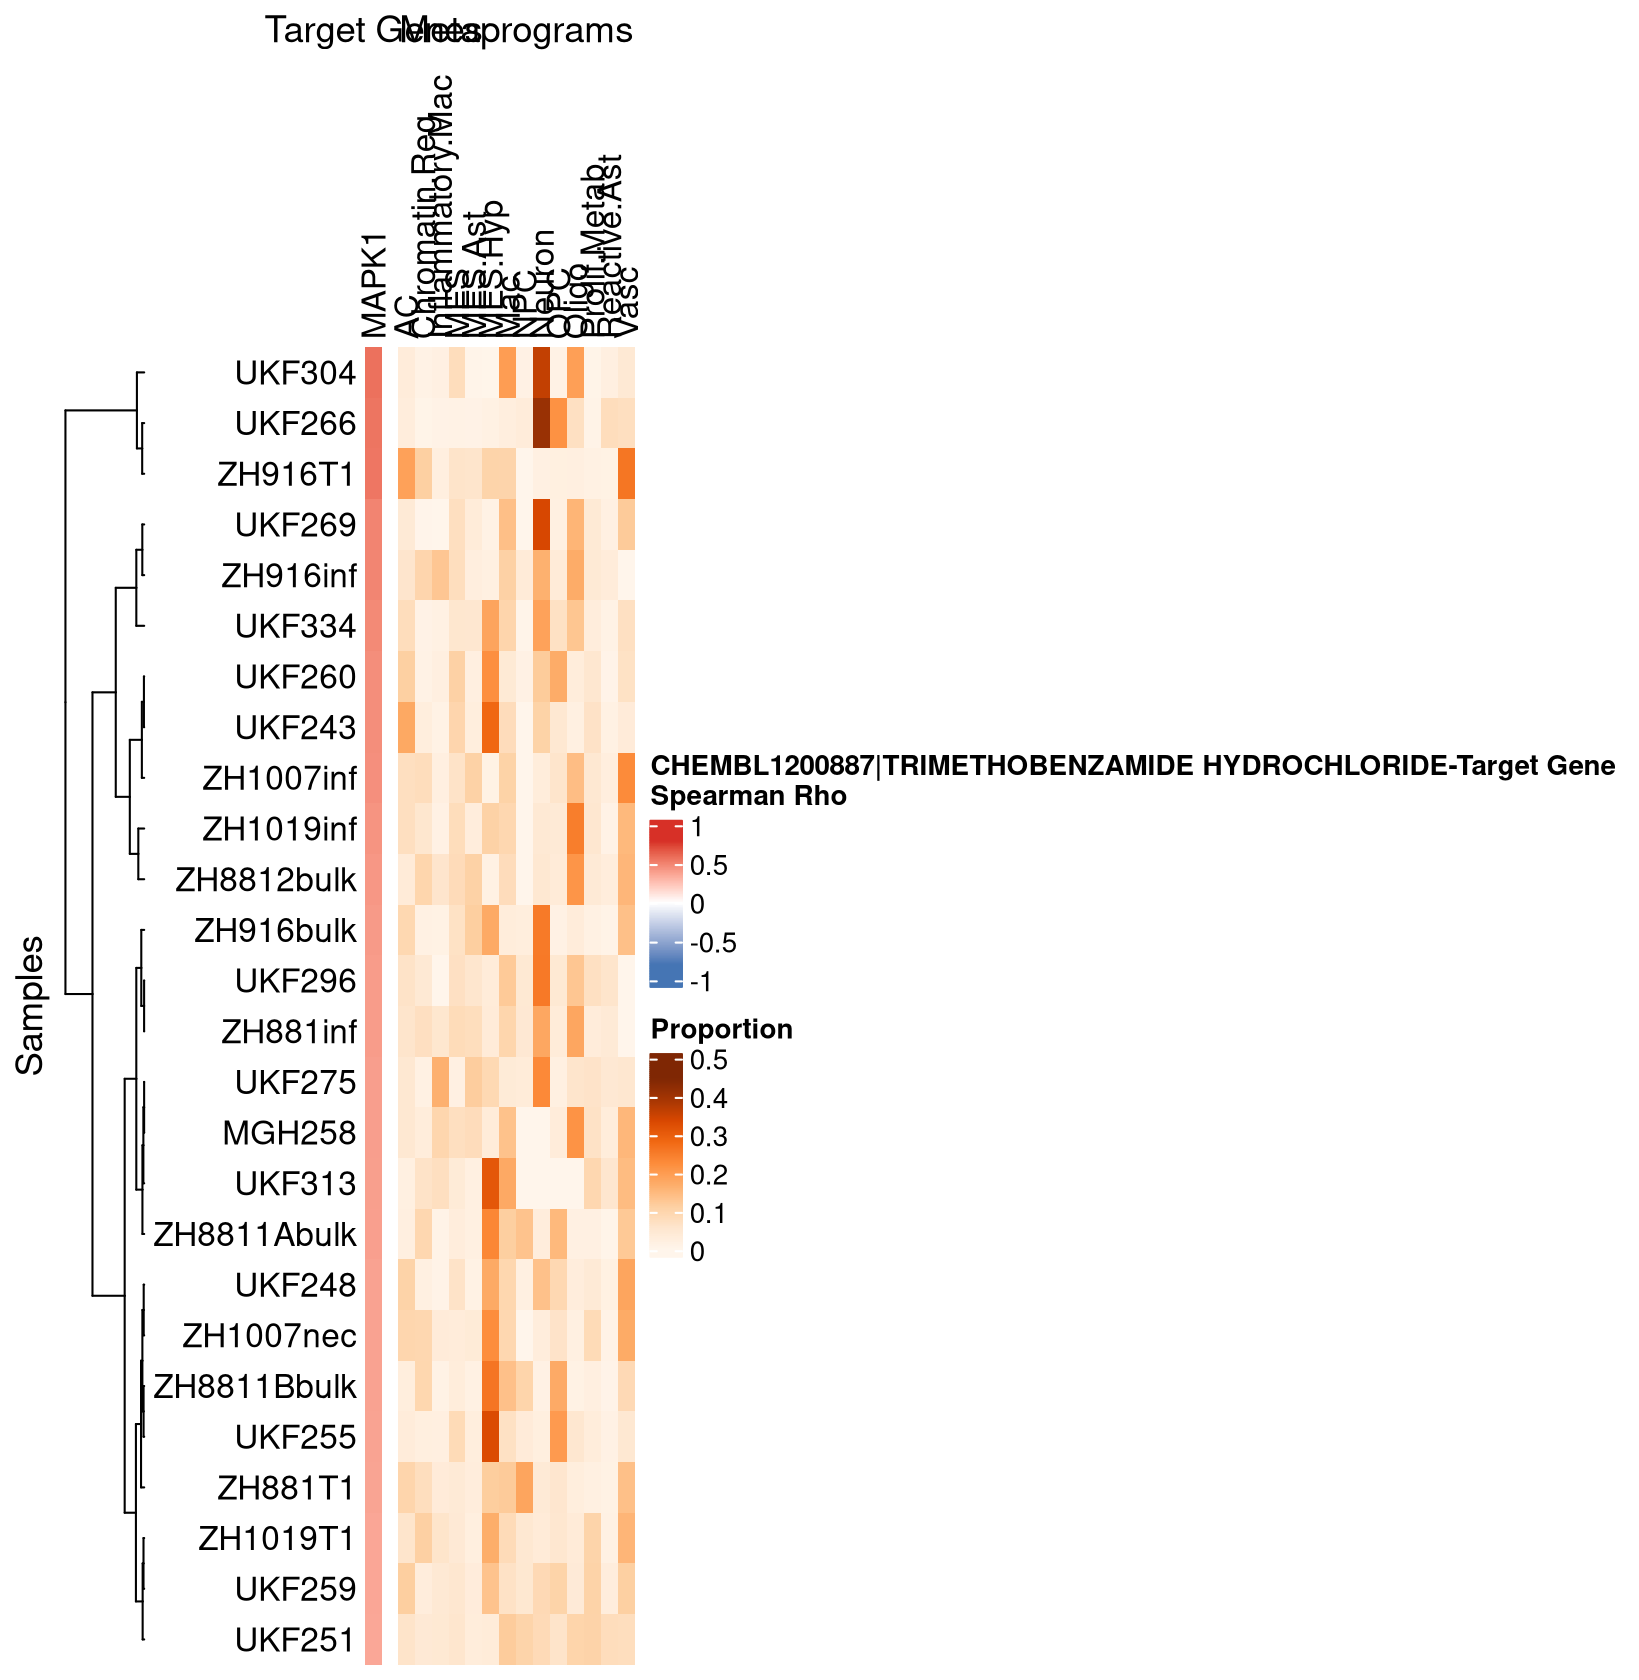 Target Genes
Metaprograms
MAPK1
AC
Chromatin.Reg
Inflammatory.Mac
MES
MES.Ast
MES.Hyp
Mac
NPC
Neuron
OPC
Oligo
Prolif.Metab
Reactive.Ast
Vasc
UKF304
UKF266
ZH916T1
UKF269
ZH916inf
UKF334
UKF260
UKF243
ZH1007inf
ZH1019inf
ZH8812bulk
ZH916bulk
UKF296
ZH881inf
UKF275
MGH258
UKF313
ZH8811Abulk
UKF248
ZH1007nec
ZH8811Bbulk
UKF255
ZH881T1
ZH1019T1
UKF259
UKF251
Samples
CHEMBL1200887|TRIMETHOBENZAMIDE HYDROCHLORIDE-Target Gene
Spearman Rho
1
0.5
0
-0.5
-1
Proportion
0.5
0.4
0.3
0.2
0.1
0